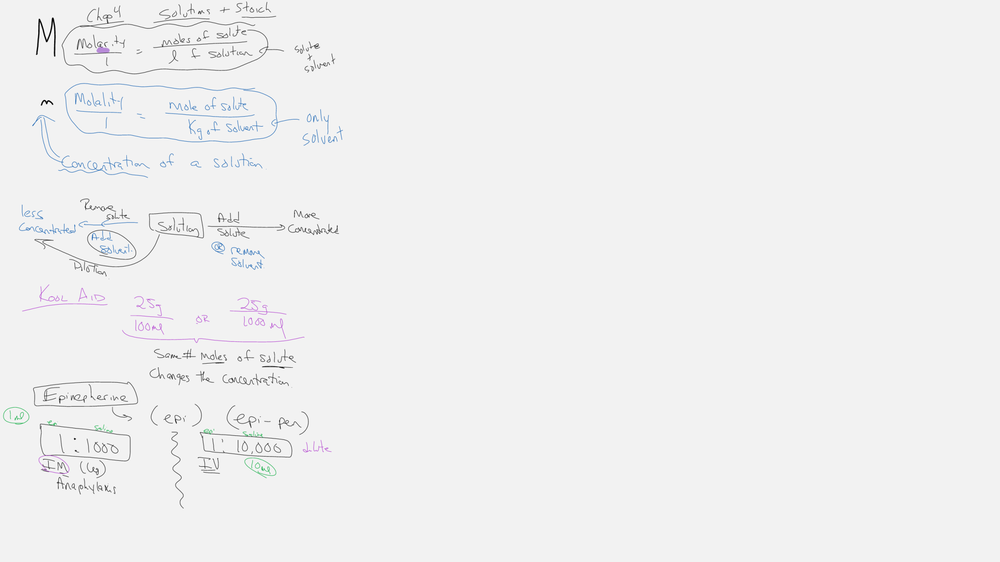 Chap 4 Solutions + Stoich
M Molarity / 1 = moles of solute / l of solution
solute
+
solvent
m Molality / 1 = Mole of solute / Kg of solvent
only
solvent
Concentration of a solution.
less
Concentrated
Remove
solute
Add
solvent.
Dilution.
Solution
Add
Solute
OR remove
Solvent.
More
Concentrated
KOOL AID
25g / 100ml OR 25g / 1000 ml
Same # moles of solute
Changes the concentration.
Epinepherine
(epi) (epi-pen)
1 ml
epi saline
1 : 1000
IM (leg)
Anaphylaxis
epi Saline
1 : 10,000 dilute
IV 10ml